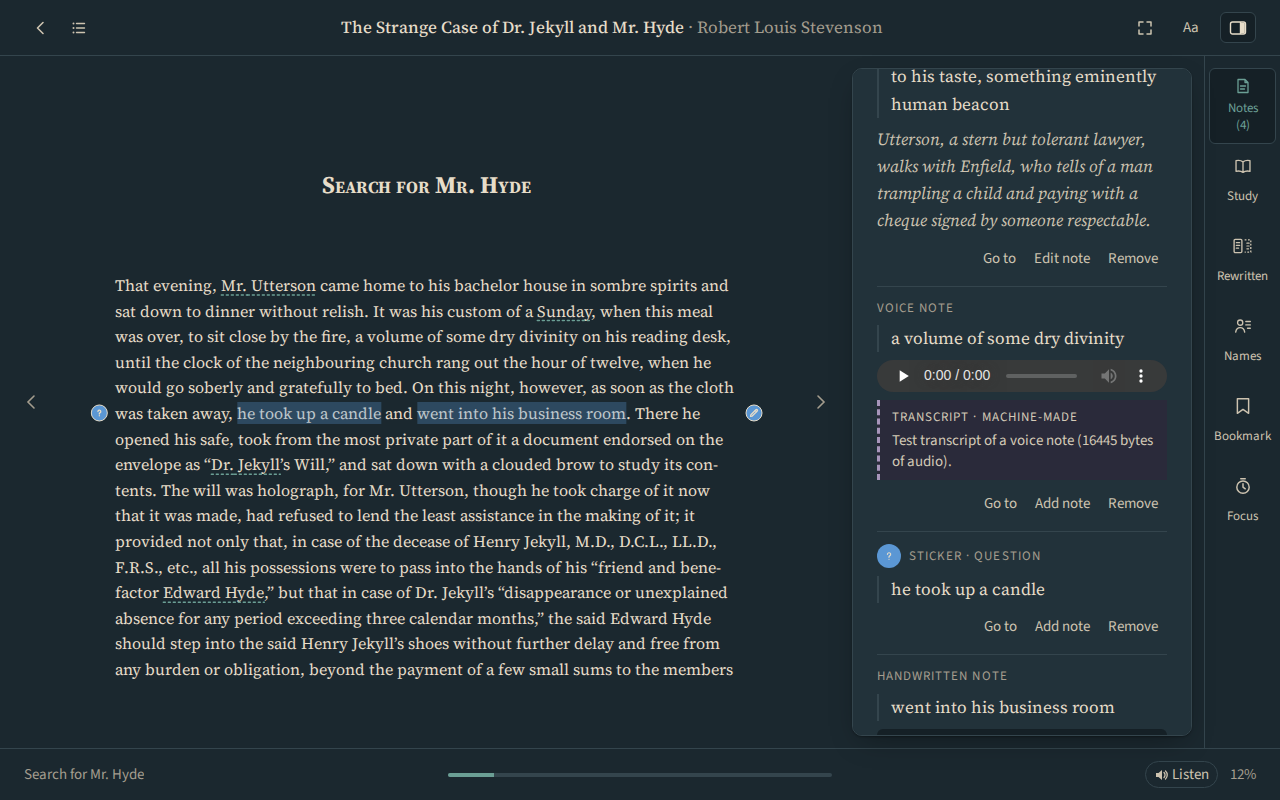 The Strange Case of Dr. Jekyll and Mr. Hyde · Robert Louis Stevenson
Aa
Search for Mr. Hyde
That evening, Mr. Utterson came home to his bachelor house in sombre spirits and
sat down to dinner without relish. It was his custom of a Sunday, when this meal
was over, to sit close by the fire, a volume of some dry divinity on his reading desk,
until the clock of the neighbouring church rang out the hour of twelve, when he
would go soberly and gratefully to bed. On this night, however, as soon as the cloth
? was taken away, he took up a candle and went into his business room. There he
opened his safe, took from the most private part of it a document endorsed on the
envelope as “Dr. Jekyll’s Will,” and sat down with a clouded brow to study its con-
tents. The will was holograph, for Mr. Utterson, though he took charge of it now
that it was made, had refused to lend the least assistance in the making of it; it
provided not only that, in case of the decease of Henry Jekyll, M.D., D.C.L., LL.D.,
F.R.S., etc., all his possessions were to pass into the hands of his “friend and bene-
factor Edward Hyde,” but that in case of Dr. Jekyll’s “disappearance or unexplained
absence for any period exceeding three calendar months,” the said Edward Hyde
should step into the said Henry Jekyll’s shoes without further delay and free from
any burden or obligation, beyond the payment of a few small sums to the members
to his taste, something eminently
human beacon
Utterson, a stern but tolerant lawyer,
walks with Enfield, who tells of a man
trampling a child and paying with a
cheque signed by someone respectable.
Go to Edit note Remove
VOICE NOTE
a volume of some dry divinity
0:00 / 0:00
TRANSCRIPT · MACHINE-MADE
Test transcript of a voice note (16445 bytes
of audio).
Go to Add note Remove
? STICKER · QUESTION
he took up a candle
Go to Add note Remove
HANDWRITTEN NOTE
went into his business room
Notes
(4)
Study
Rewritten
Names
Bookmark
Focus
Search for Mr. Hyde
Listen
12%